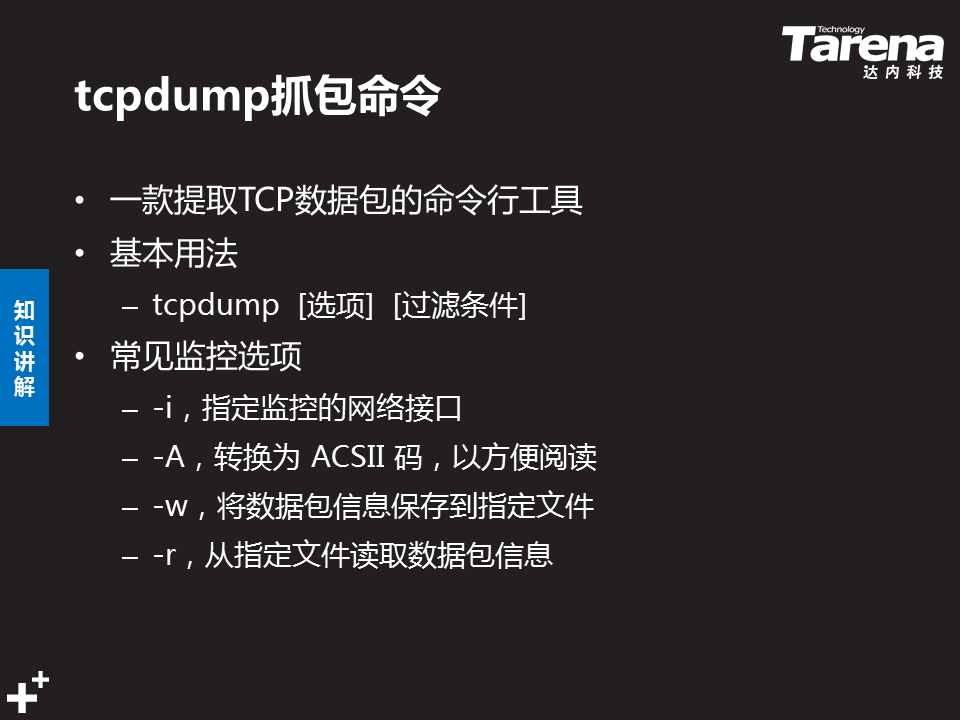 Technology
Tarena
达内科技
tcpdump抓包命令
• 一款提取TCP数据包的命令行工具
• 基本用法
– tcpdump [选项] [过滤条件]
• 常见监控选项
– -i，指定监控的网络接口
– -A，转换为 ACSII 码，以方便阅读
– -w，将数据包信息保存到指定文件
– -r，从指定文件读取数据包信息
知识讲解